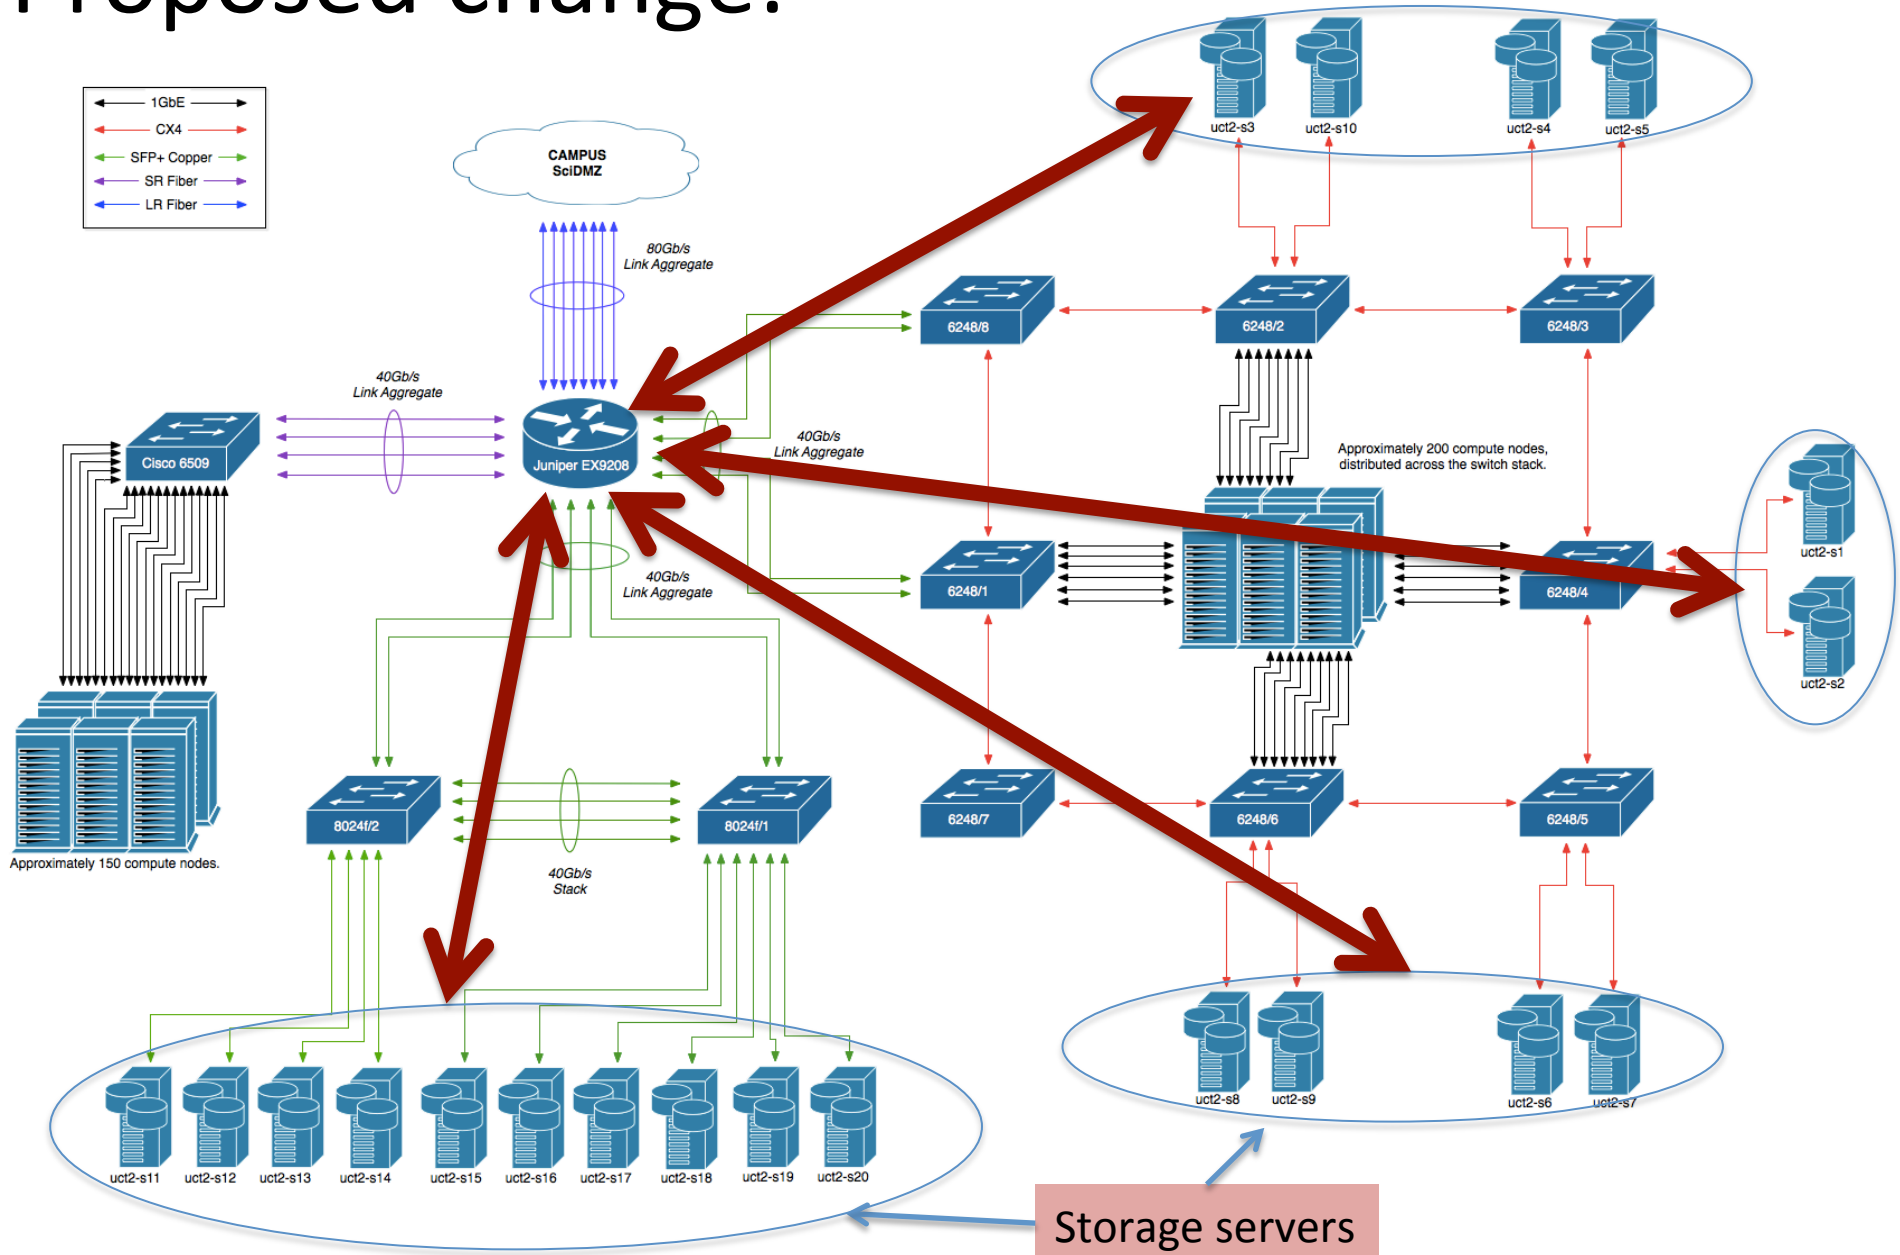 Proposed change:
1GbE
CX4
SFP+ Copper
SR Fiber
LR Fiber
CAMPUS
SciDMZ
80Gb/s
Link Aggregate
uct2-s3
uct2-s10
uct2-s4
uct2-s5
6248/8
6248/2
6248/3
40Gb/s
Link Aggregate
Cisco 6509
Juniper EX9208
40Gb/s
Link Aggregate
Approximately 200 compute nodes,
distributed across the switch stack.
uct2-s1
40Gb/s
Link Aggregate
6248/1
6248/4
uct2-s2
8024f/2
8024f/1
6248/7
6248/6
6248/5
Approximately 150 compute nodes.
40Gb/s
Stack
uct2-s8
uct2-s9
uct2-s6
uct2-s7
uct2-s11
uct2-s12
uct2-s13
uct2-s14
uct2-s15
uct2-s16
uct2-s17
uct2-s18
uct2-s19
uct2-s20
Storage servers